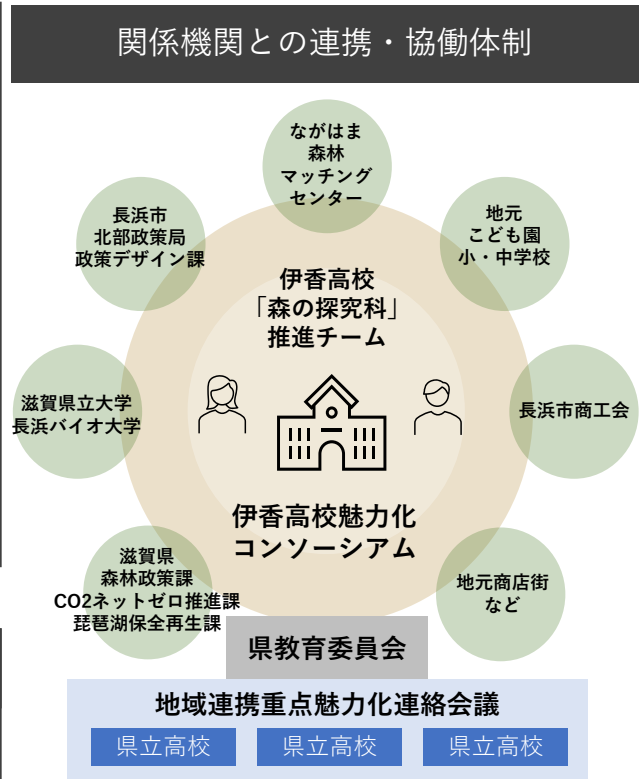 関係機関との連携・協働体制
ながはま
森林
マッチング
センター
長浜市
北部政策局
政策デザイン課
地元
こども園
小・中学校
伊香高校
「森の探究科」
推進チーム
滋賀県立大学
長浜バイオ大学
長浜市商工会
伊香高校魅力化
コンソーシアム
滋賀県
森林政策課
CO2ネットゼロ推進課
琵琶湖保全再生課
地元商店街
など
県教育委員会
地域連携重点魅力化連絡会議
県立高校
県立高校
県立高校